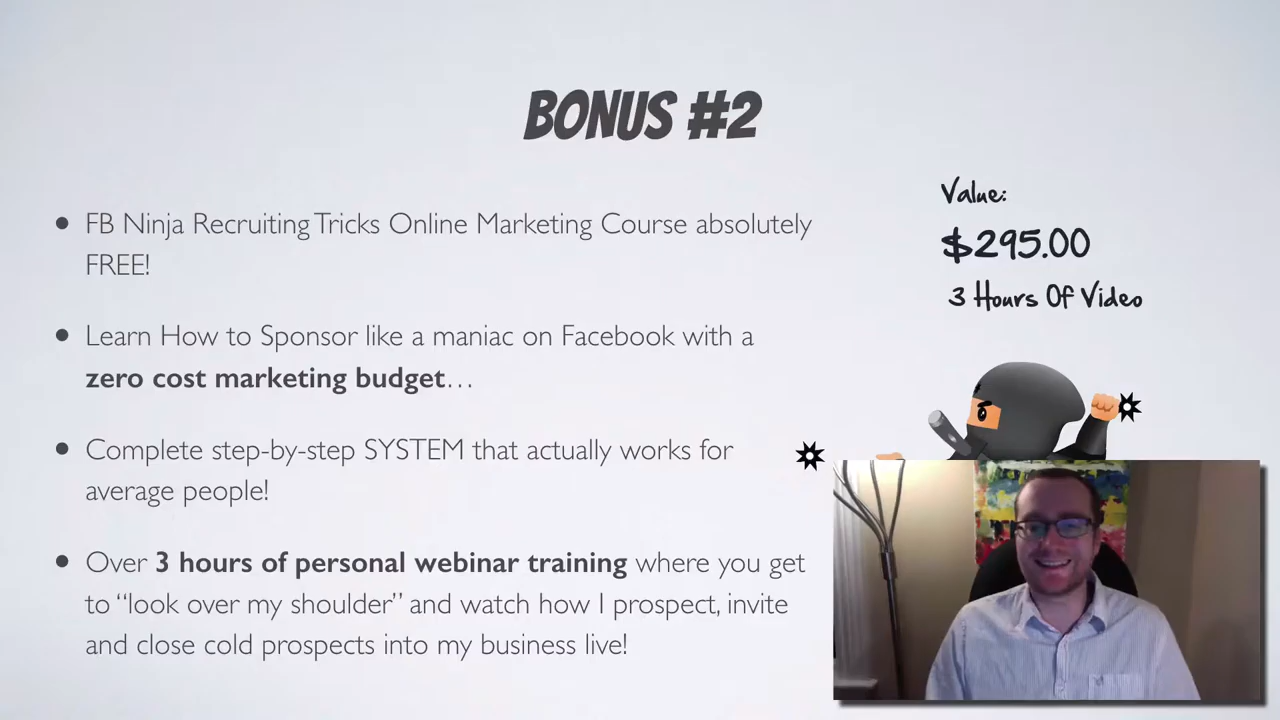 BONUS #2
Value:
$295.00
3 Hours Of Video
• FB Ninja Recruiting Tricks Online Marketing Course absolutely
FREE!
• Learn How to Sponsor like a maniac on Facebook with a
zero cost marketing budget…
• Complete step-by-step SYSTEM that actually works for
average people!
• Over 3 hours of personal webinar training where you get
to “look over my shoulder” and watch how I prospect, invite
and close cold prospects into my business live!